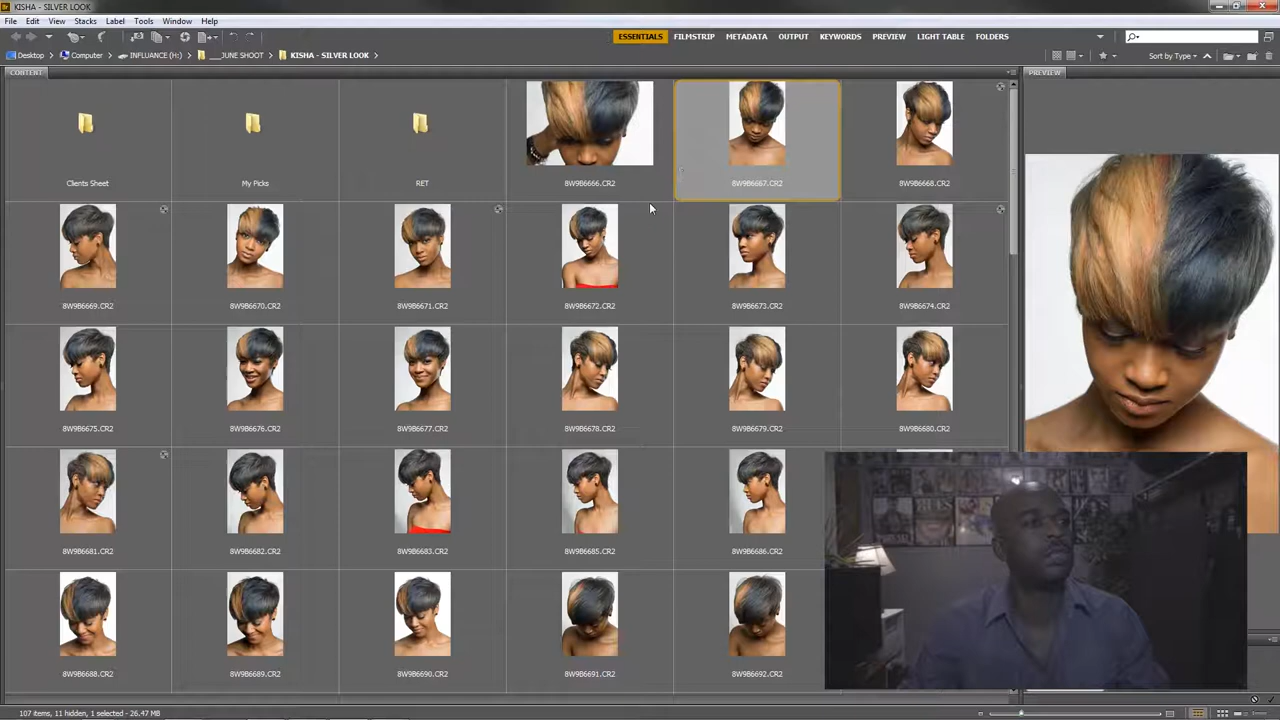 Br KISHA - SILVER LOOK
File Edit View Stacks Label Tools Window Help
ESSENTIALS FILMSTRIP METADATA OUTPUT KEYWORDS PREVIEW LIGHT TABLE FOLDERS
Desktop Computer INFLUANCE (H:) ___JUNE SHOOT KISHA - SILVER LOOK Sort by Type
CONTENT PREVIEW
Clients Sheet My Picks RET 8W9B6666.CR2 8W9B6667.CR2 8W9B6668.CR2
8W9B6669.CR2 8W9B6670.CR2 8W9B6671.CR2 8W9B6672.CR2 8W9B6673.CR2 8W9B6674.CR2
8W9B6675.CR2 8W9B6676.CR2 8W9B6677.CR2 8W9B6678.CR2 8W9B6679.CR2 8W9B6680.CR2
8W9B6681.CR2 8W9B6682.CR2 8W9B6683.CR2 8W9B6685.CR2 8W9B6686.CR2
8W9B6688.CR2 8W9B6689.CR2 8W9B6690.CR2 8W9B6691.CR2 8W9B6692.CR2
107 items, 11 hidden, 1 selected - 26.47 MB